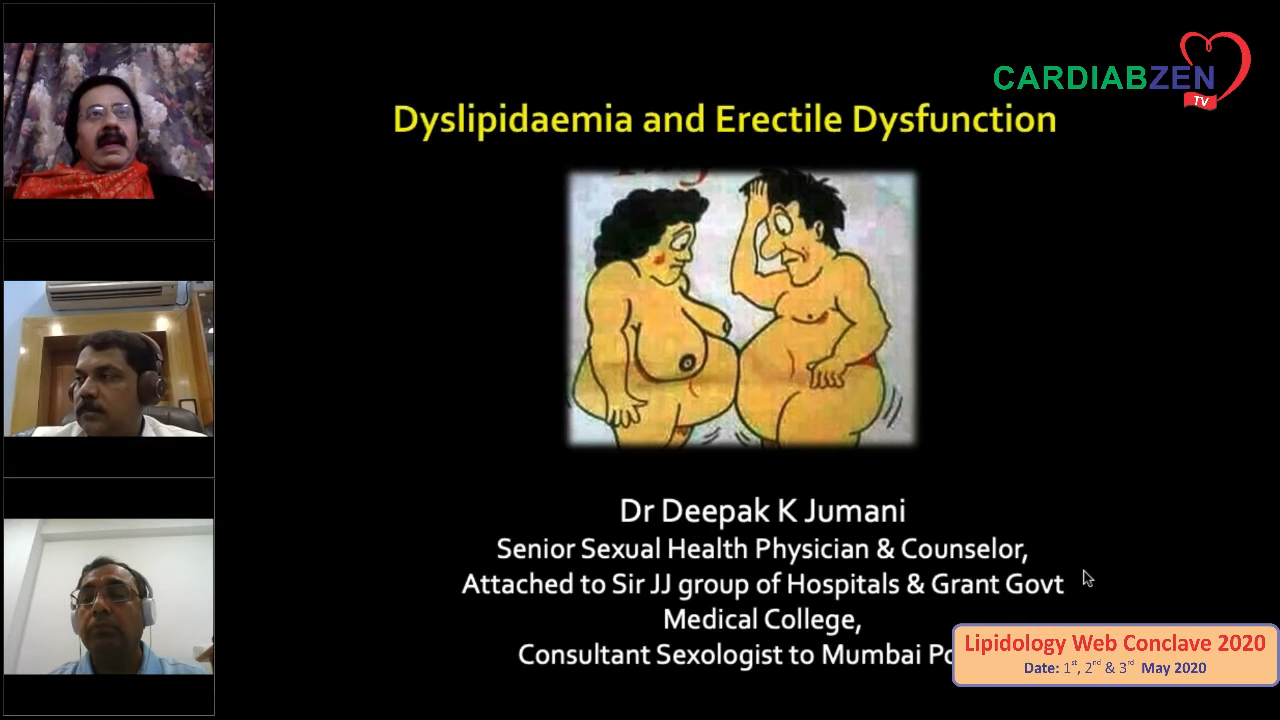 CARDIABZEN
TV
Dyslipidaemia and Erectile Dysfunction
Dr Deepak K Jumani
Senior Sexual Health Physician & Counselor,
Attached to Sir JJ group of Hospitals & Grant Govt
Medical College,
Consultant Sexologist to Mumbai Po
Lipidology Web Conclave 2020
Date: 1st, 2nd & 3rd May 2020